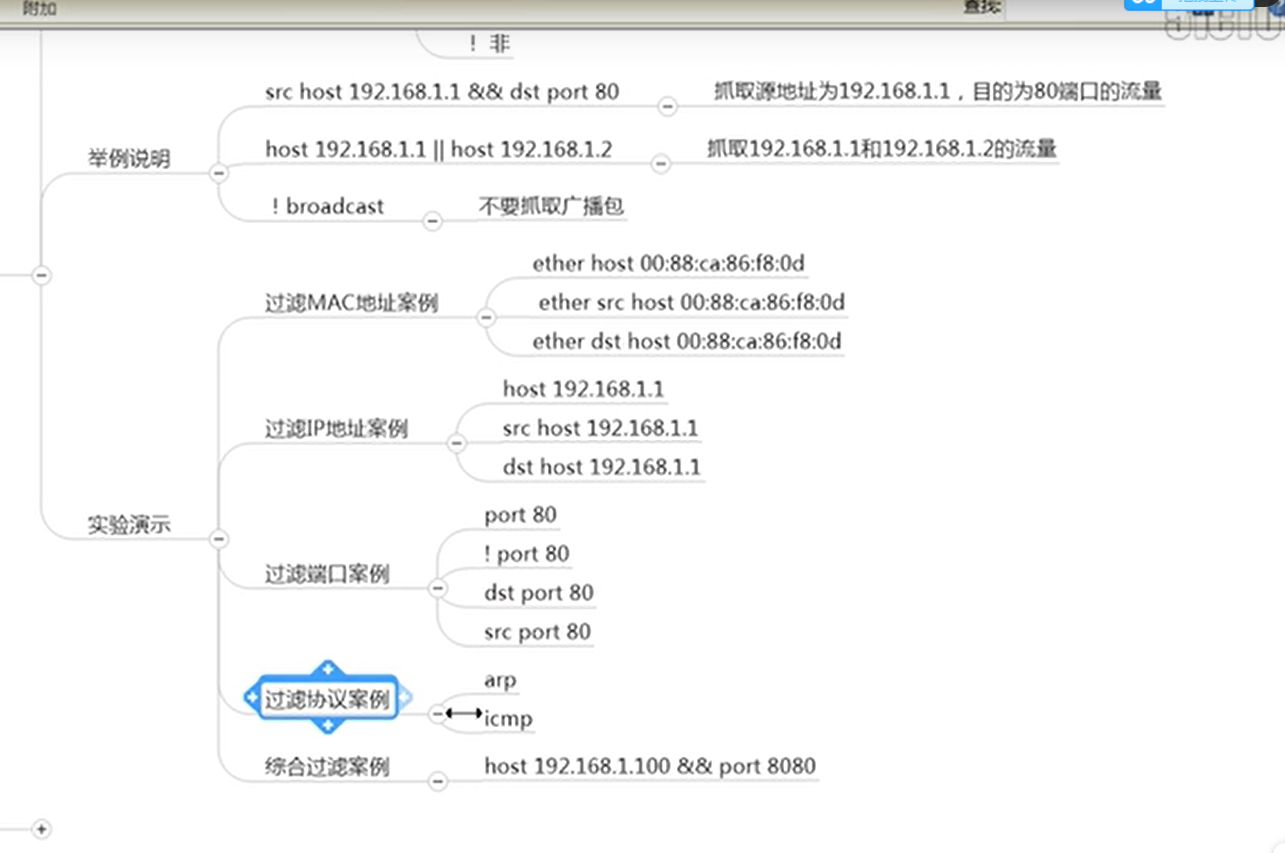 附加
查找:
! 非
src host 192.168.1.1 && dst port 80
抓取源地址为192.168.1.1，目的为80端口的流量
举例说明
host 192.168.1.1 || host 192.168.1.2
抓取192.168.1.1和192.168.1.2的流量
! broadcast
不要抓取广播包
过滤MAC地址案例
ether host 00:88:ca:86:f8:0d
ether src host 00:88:ca:86:f8:0d
ether dst host 00:88:ca:86:f8:0d
过滤IP地址案例
host 192.168.1.1
src host 192.168.1.1
dst host 192.168.1.1
实验演示
过滤端口案例
port 80
! port 80
dst port 80
src port 80
过滤协议案例
arp
icmp
综合过滤案例
host 192.168.1.100 && port 8080